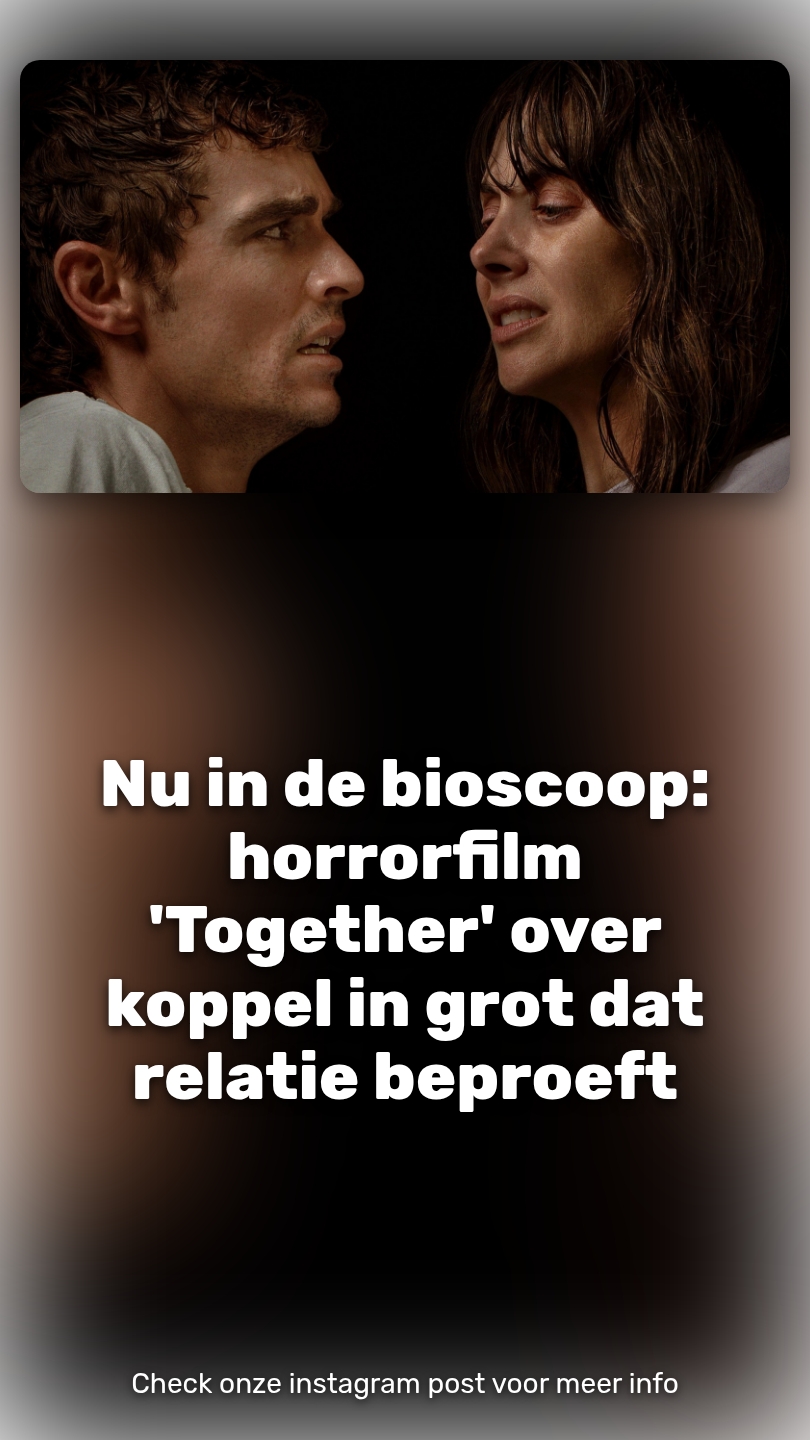 Nu in de bioscoop:
horrorfilm
'Together' over
koppel in grot dat
relatie beproeft
Check onze instagram post voor meer info